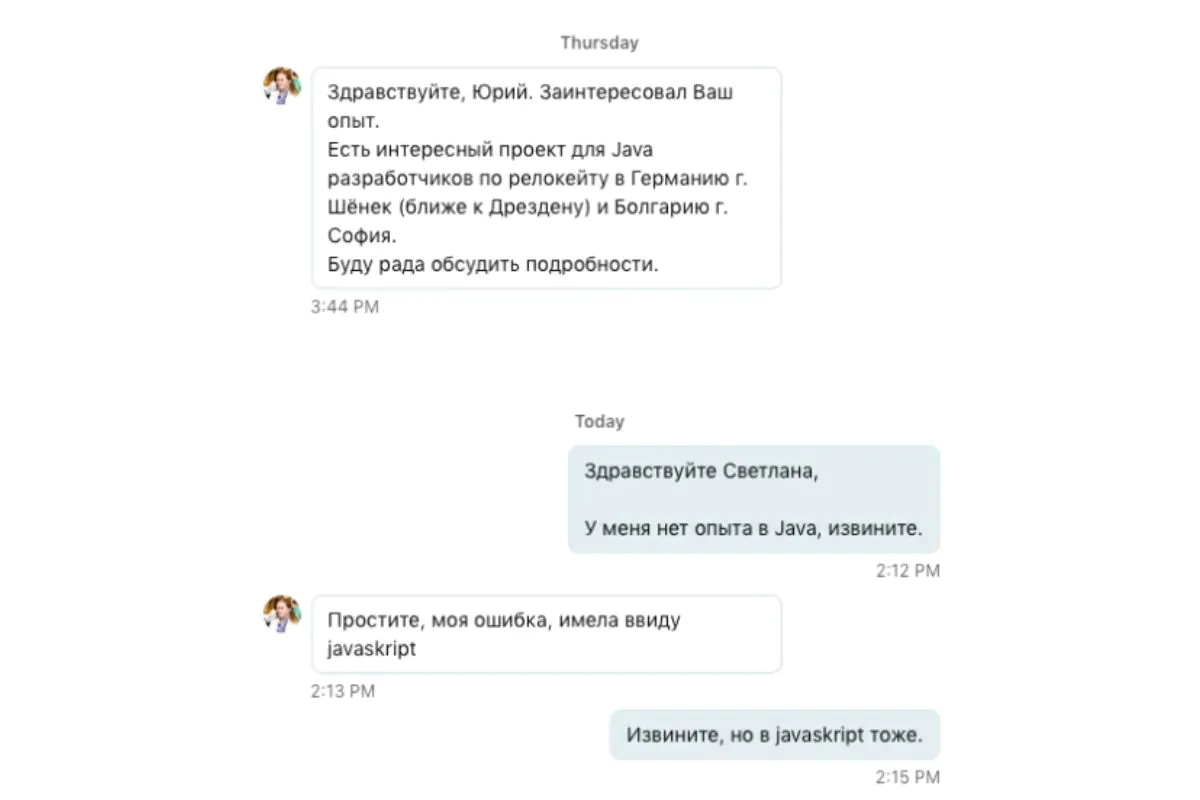 Thursday
Здравствуйте, Юрий. Заинтересовал Ваш
опыт.
Есть интересный проект для Java
разработчиков по релокейту в Германию г.
Шёнек (ближе к Дрездену) и Болгарию г.
София.
Буду рада обсудить подробности.
3:44 PM
Today
Здравствуйте Светлана,
У меня нет опыта в Java, извините.
2:12 PM
Простите, моя ошибка, имела ввиду
javaskript
2:13 PM
Извините, но в javaskript тоже.
2:15 PM